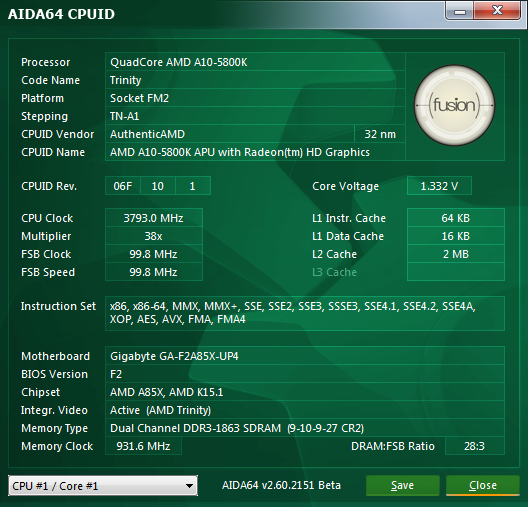 AIDA64 CPUID
Processor QuadCore AMD A10-5800K
Code Name Trinity
Platform Socket FM2
(fusion)
Stepping TN-A1
CPUID Vendor AuthenticAMD 32 nm
CPUID Name AMD A10-5800K APU with Radeon(tm) HD Graphics
CPUID Rev. 06F 10 1 Core Voltage 1.332 V
CPU Clock 3793.0 MHz L1 Instr. Cache 64 KB
Multiplier 38x L1 Data Cache 16 KB
FSB Clock 99.8 MHz L2 Cache 2 MB
FSB Speed 99.8 MHz L3 Cache
Instruction Set x86, x86-64, MMX, MMX+, SSE, SSE2, SSE3, SSSE3, SSE4.1, SSE4.2, SSE4A,
XOP, AES, AVX, FMA, FMA4
Motherboard Gigabyte GA-F2A85X-UP4
BIOS Version F2
Chipset AMD A85X, AMD K15.1
Integr. Video Active (AMD Trinity)
Memory Type Dual Channel DDR3-1863 SDRAM (9-10-9-27 CR2)
Memory Clock 931.6 MHz DRAM:FSB Ratio 28:3
CPU #1 / Core #1 AIDA64 v2.60.2151 Beta Save Close